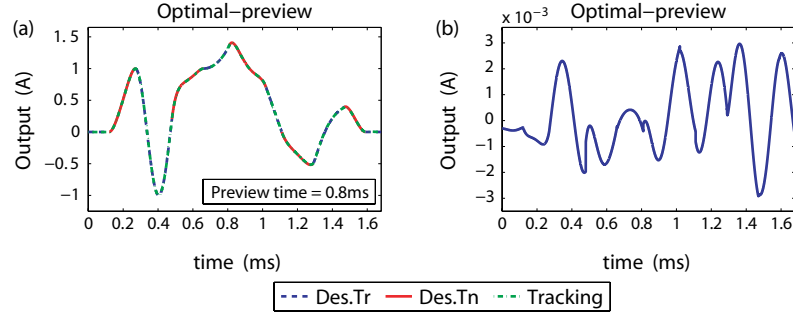 (a)
Optimal−preview
Output (A)
1.5
1
0.5
0
−0.5
−1
Preview time = 0.8ms
0 0.2 0.4 0.6 0.8 1 1.2 1.4 1.6
time (ms)
(b)
x 10⁻³
Optimal−preview
Output (A)
3
2
1
0
−1
−2
−3
0 0.2 0.4 0.6 0.8 1 1.2 1.4 1.6
time (ms)
Des.Tr Des.Tn Tracking